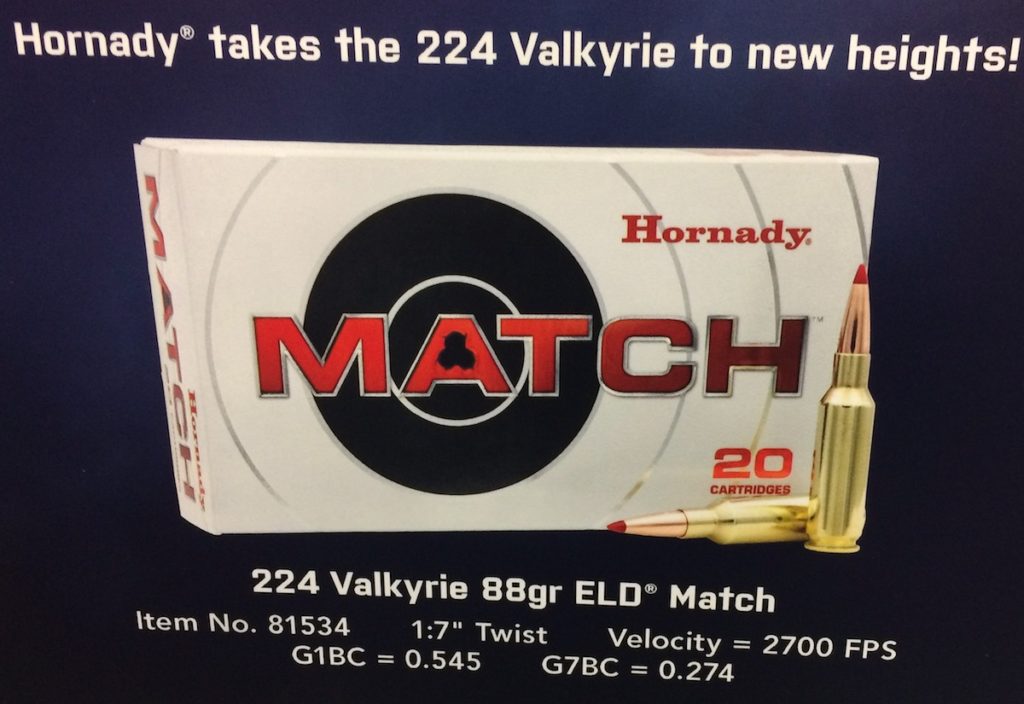 Hornady® takes the 224 Valkyrie to new heights!
MATCH
Hornady
Hornady®
MATCH™
20
CARTRIDGES
224 Valkyrie 88gr ELD® Match
Item No. 81534 1:7" Twist Velocity = 2700 FPS
G1BC = 0.545 G7BC = 0.274